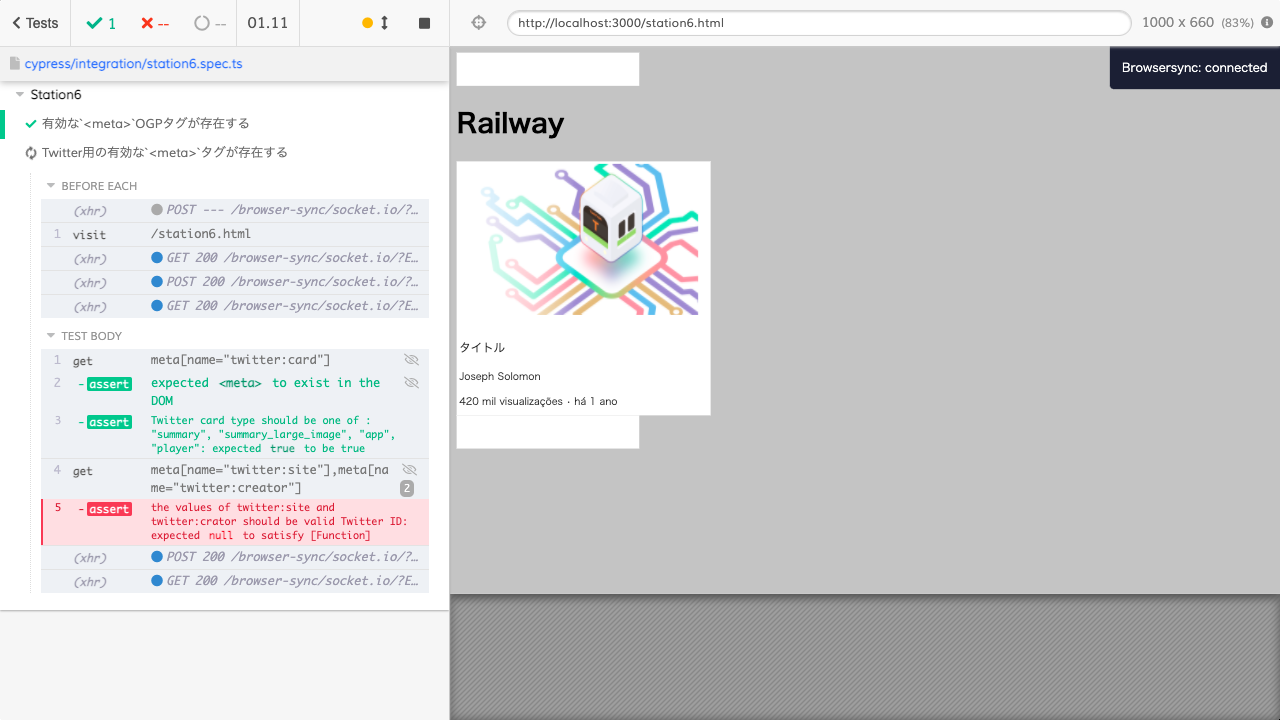 Tests
1
--
--
01.11
http://localhost:3000/station6.html
1000 x 660 (83%)
cypress/integration/station6.spec.ts
Station6
有効な`<meta>`OGPタグが存在する
Twitter用の有効な`<meta>`タグが存在する
BEFORE EACH
(xhr) POST --- /browser-sync/socket.io/?…
1 visit /station6.html
(xhr) GET 200 /browser-sync/socket.io/?E…
(xhr) POST 200 /browser-sync/socket.io/?…
(xhr) GET 200 /browser-sync/socket.io/?E…
TEST BODY
1 get meta[name="twitter:card"]
2 -assert expected <meta> to exist in the
DOM
3 -assert Twitter card type should be one of :
"summary", "summary_large_image", "app",
"player": expected true to be true
4 get meta[name="twitter:site"],meta[na
me="twitter:creator"] 2
5 -assert the values of twitter:site and
twitter:crator should be valid Twitter ID:
expected null to satisfy [Function]
(xhr) POST 200 /browser-sync/socket.io/?…
(xhr) GET 200 /browser-sync/socket.io/?E…
Browsersync: connected
Railway
タイトル
Joseph Solomon
420 mil visualizações · há 1 ano